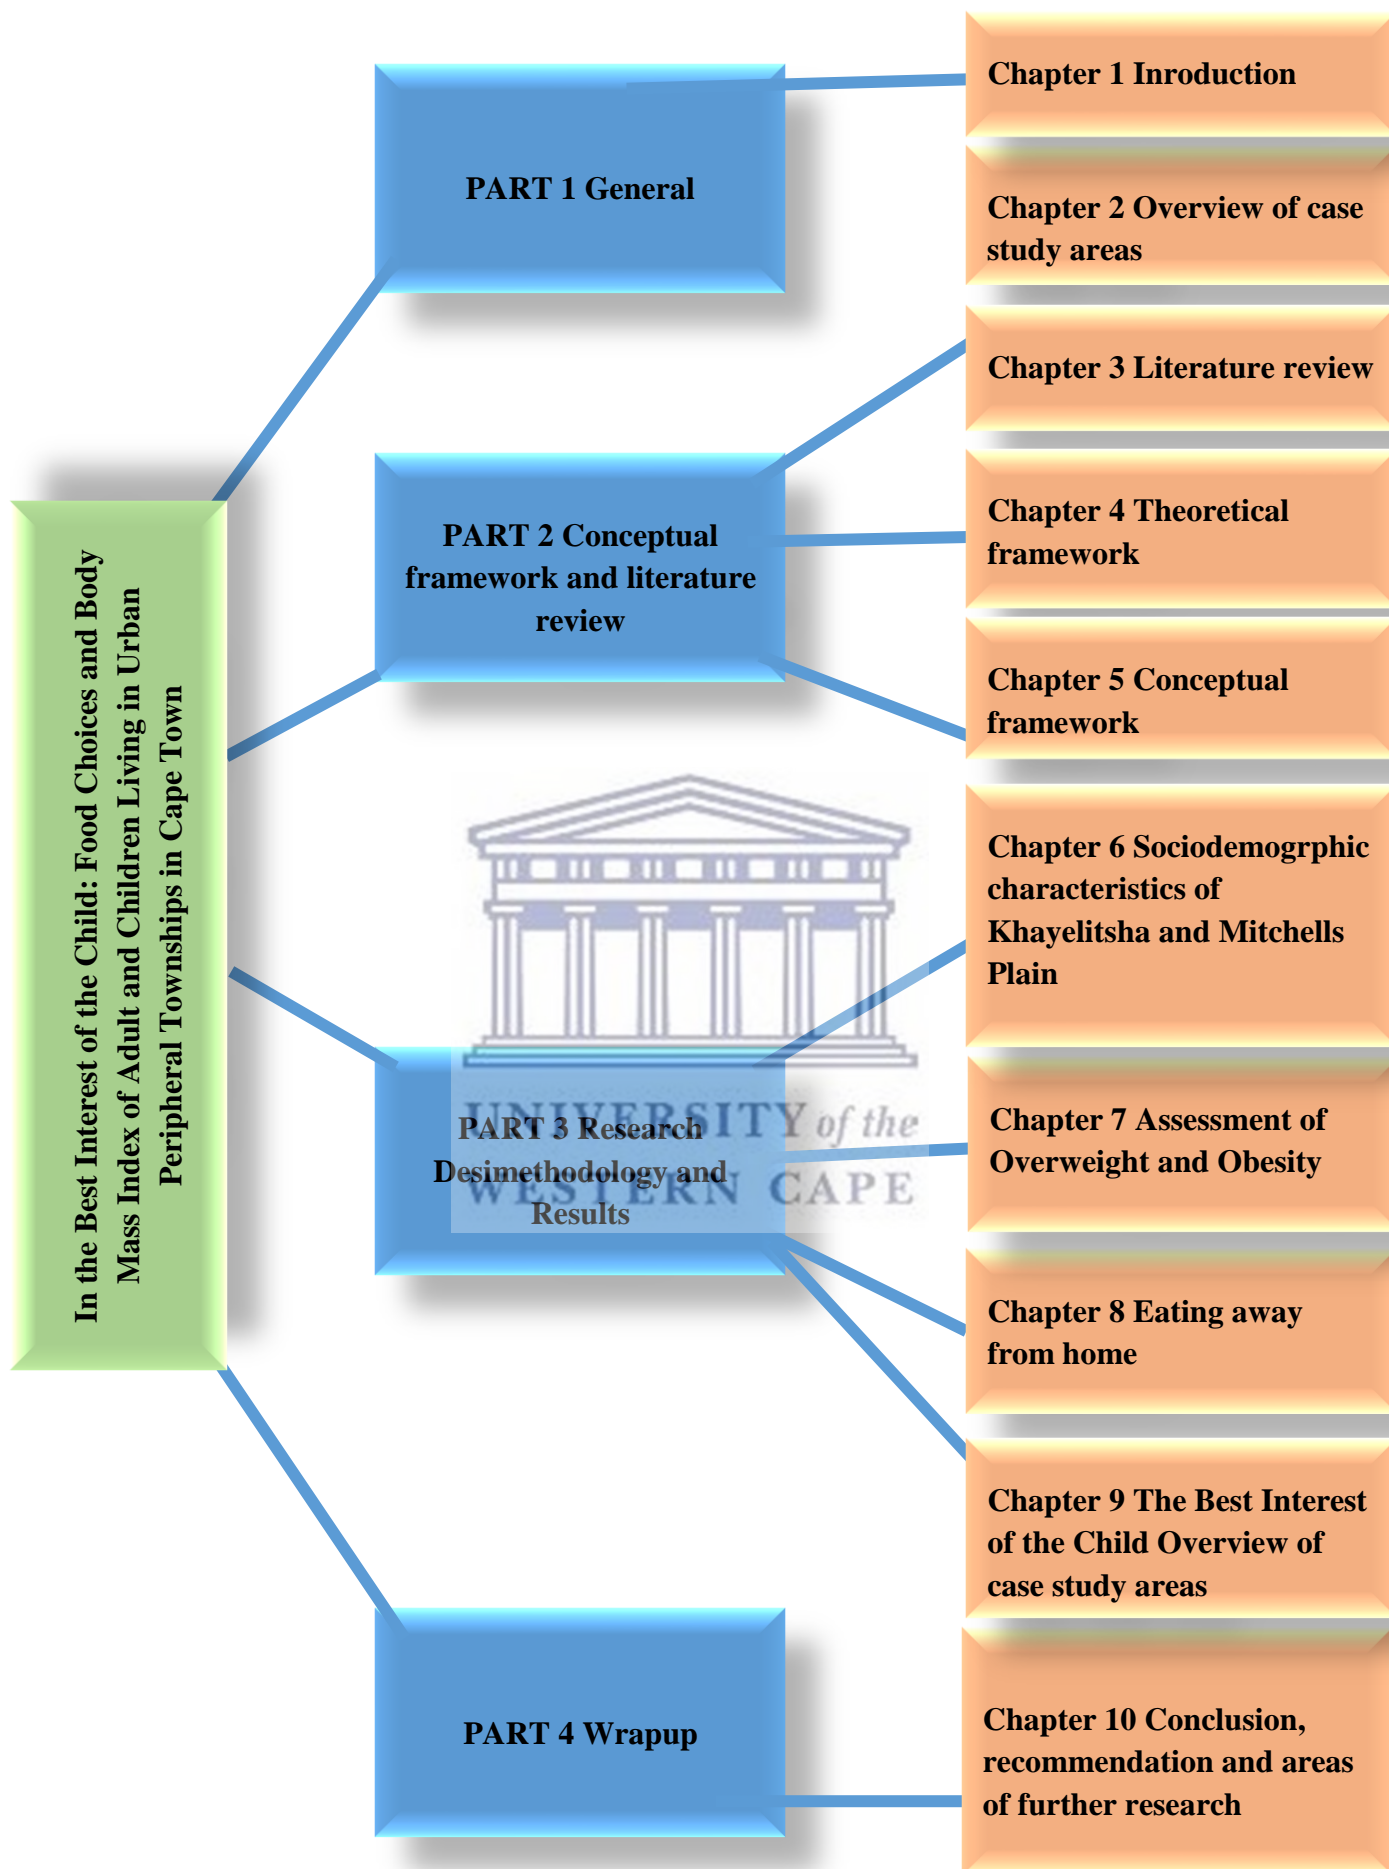 In the Best Interest of the Child: Food Choices and Body
Mass Index of Adult and Children Living in Urban
Peripheral Townships in Cape Town
PART 1 General
Chapter 1 Inroduction
Chapter 2 Overview of case
study areas
PART 2 Conceptual
framework and literature
review
Chapter 3 Literature review
Chapter 4 Theoretical
framework
Chapter 5 Conceptual
framework
PART 3 Research
Desimethodology and
Results
UNIVERSITY of the
WESTERN CAPE
Chapter 6 Sociodemogrphic
characteristics of
Khayelitsha and Mitchells
Plain
Chapter 7 Assessment of
Overweight and Obesity
Chapter 8 Eating away
from home
Chapter 9 The Best Interest
of the Child Overview of
case study areas
PART 4 Wrapup
Chapter 10 Conclusion,
recommendation and areas
of further research